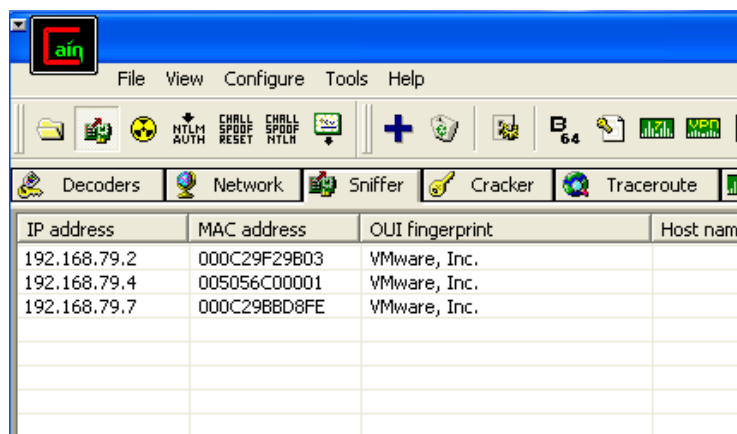 aín
File View Configure Tools Help
NTLM AUTH
CHALL SPOOF RESET
CHALL SPOOF NTLM
B 64
Decoders Network Sniffer Cracker Traceroute
IP address MAC address OUI fingerprint Host nam
192.168.79.2 000C29F29B03 VMware, Inc.
192.168.79.4 005056C00001 VMware, Inc.
192.168.79.7 000C29BBD8FE VMware, Inc.